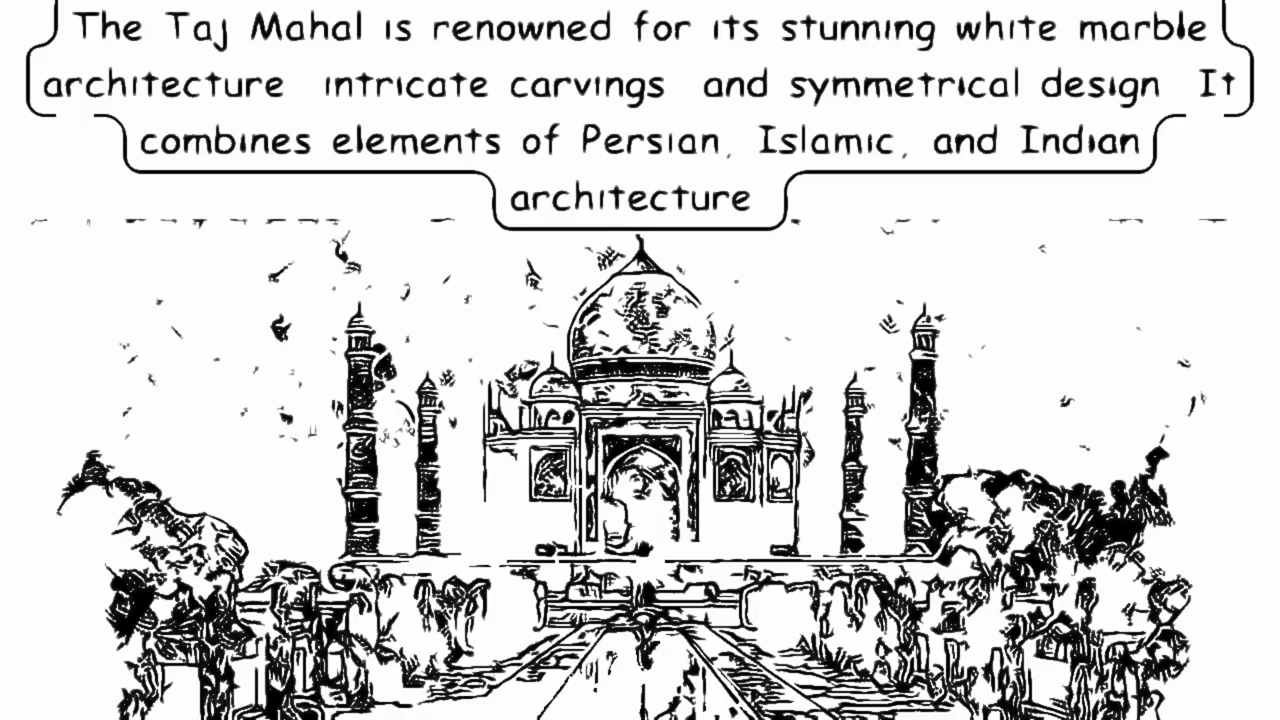 The Taj Mahal is renowned for its stunning white marble
architecture intricate carvings and symmetrical design It
combines elements of Persian, Islamic, and Indian
architecture